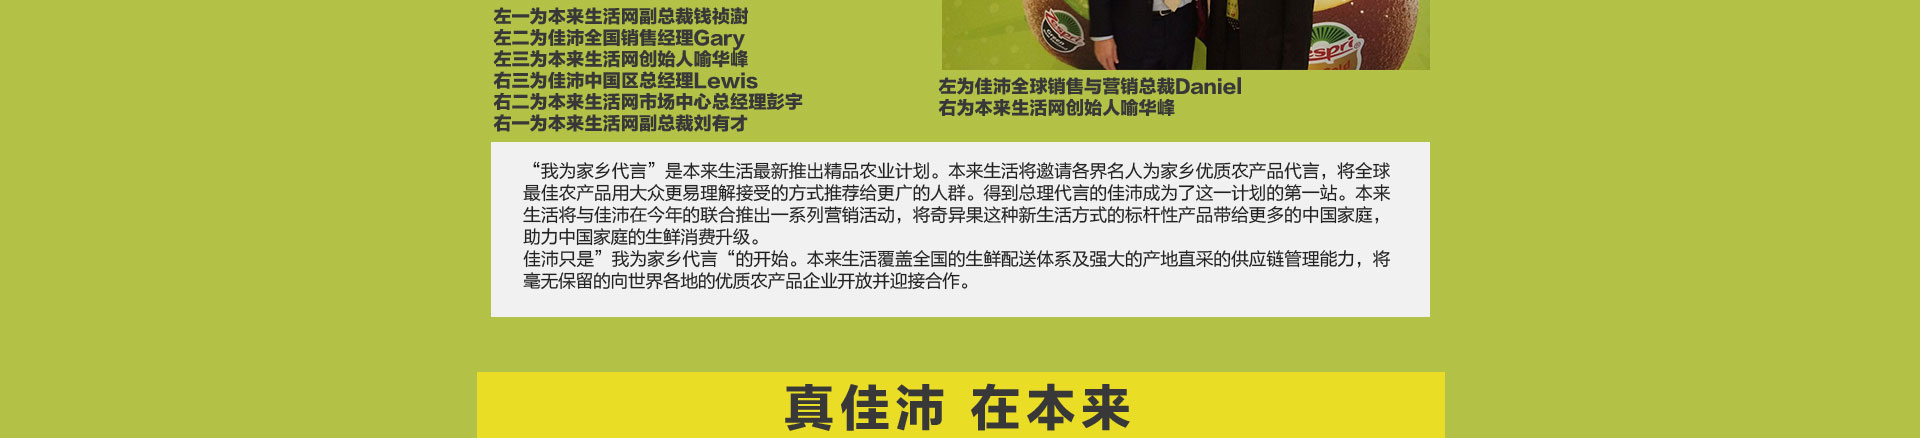 左一为本来生活网副总裁钱祯澍
左二为佳沛全国销售经理Gary
左三为本来生活网创始人喻华峰
右三为佳沛中国区总经理Lewis
右二为本来生活网市场中心总经理彭宇
右一为本来生活网副总裁刘有才
Zespri
Green
Zespri
Gold
左为佳沛全球销售与营销总裁Daniel
右为本来生活网创始人喻华峰
“我为家乡代言”是本来生活最新推出精品农业计划。本来生活将邀请各界名人为家乡优质农产品代言，将全球
最佳农产品用大众更易理解接受的方式推荐给更广的人群。得到总理代言的佳沛成为了这一计划的第一站。本来
生活将与佳沛在今年的联合推出一系列营销活动，将奇异果这种新生活方式的标杆性产品带给更多的中国家庭，
助力中国家庭的生鲜消费升级。
佳沛只是”我为家乡代言“的开始。本来生活覆盖全国的生鲜配送体系及强大的产地直采的供应链管理能力，将
毫无保留的向世界各地的优质农产品企业开放并迎接合作。
真佳沛 在本来